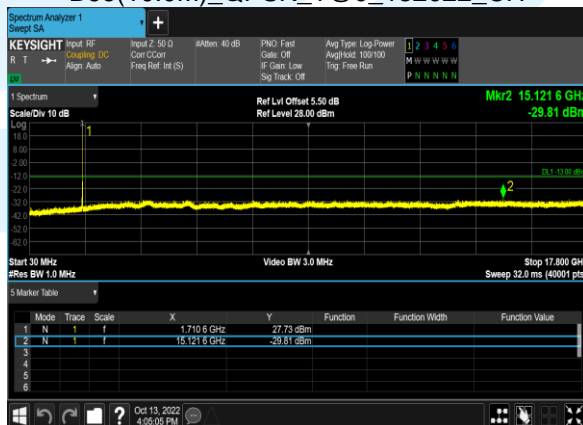 Spectrum Analyzer 1
Swept SA
+
KEYSIGHT Input: RF Input Z: 50 Ω #Atten: 40 dB PNO: Fast Avg Type: Log-Power 1 2 3 4 5 6
R T Coupling: DC Corr CCorr Gate: Off Avg|Hold: 100/100 M W W W W W
Align: Auto Freq Ref: Int (S) IF Gain: Low Trig: Free Run
Sig Track: Off P N N N N N
1 Spectrum Ref Lvl Offset 5.50 dB Mkr2 15.121 6 GHz
Scale/Div 10 dB Ref Level 28.00 dBm -29.81 dBm
Log
18.0
8.00
-2.00
-12.0 DL1 -13.00 dBm
-22.0
-32.0
-42.0
-52.0
-62.0
1
2
Start 30 MHz Video BW 3.0 MHz Stop 17.800 GHz
#Res BW 1.0 MHz Sweep 32.0 ms (40001 pts
5 Marker Table
Mode Trace Scale X Y Function Function Width Function Value
1 N 1 f 1.710 6 GHz 27.73 dBm
2 N 1 f 15.121 6 GHz -29.81 dBm
3
4
5
6
? Oct 13, 2022
4:05:05 PM